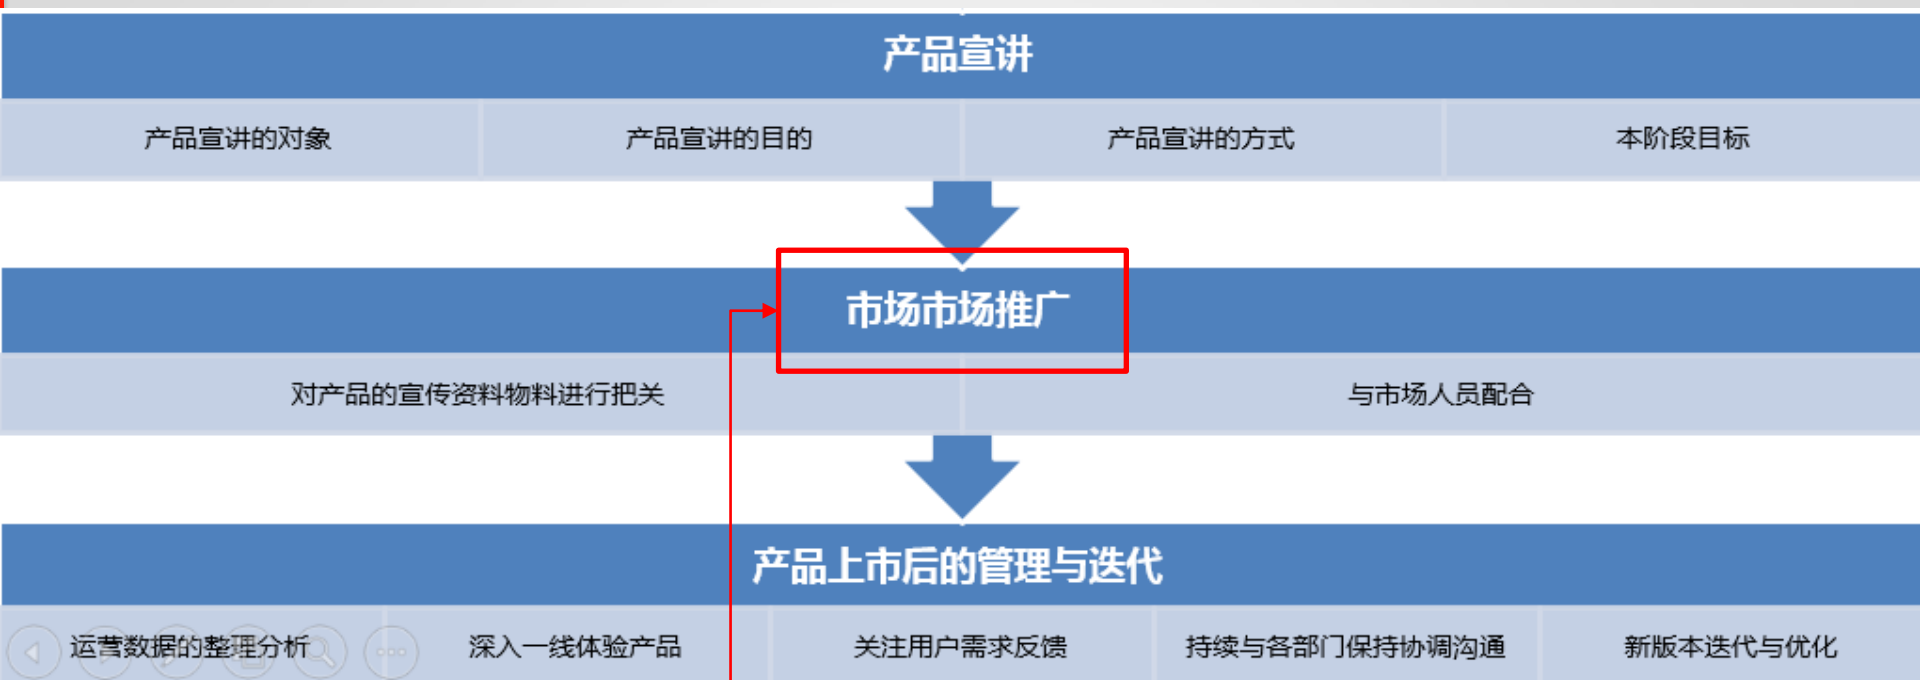 产品宣讲
产品宣讲的对象 产品宣讲的目的 产品宣讲的方式 本阶段目标
市场市场推广
对产品的宣传资料物料进行把关 与市场人员配合
产品上市后的管理与迭代
运营数据的整理分析 深入一线体验产品 关注用户需求反馈 持续与各部门保持协调沟通 新版本迭代与优化